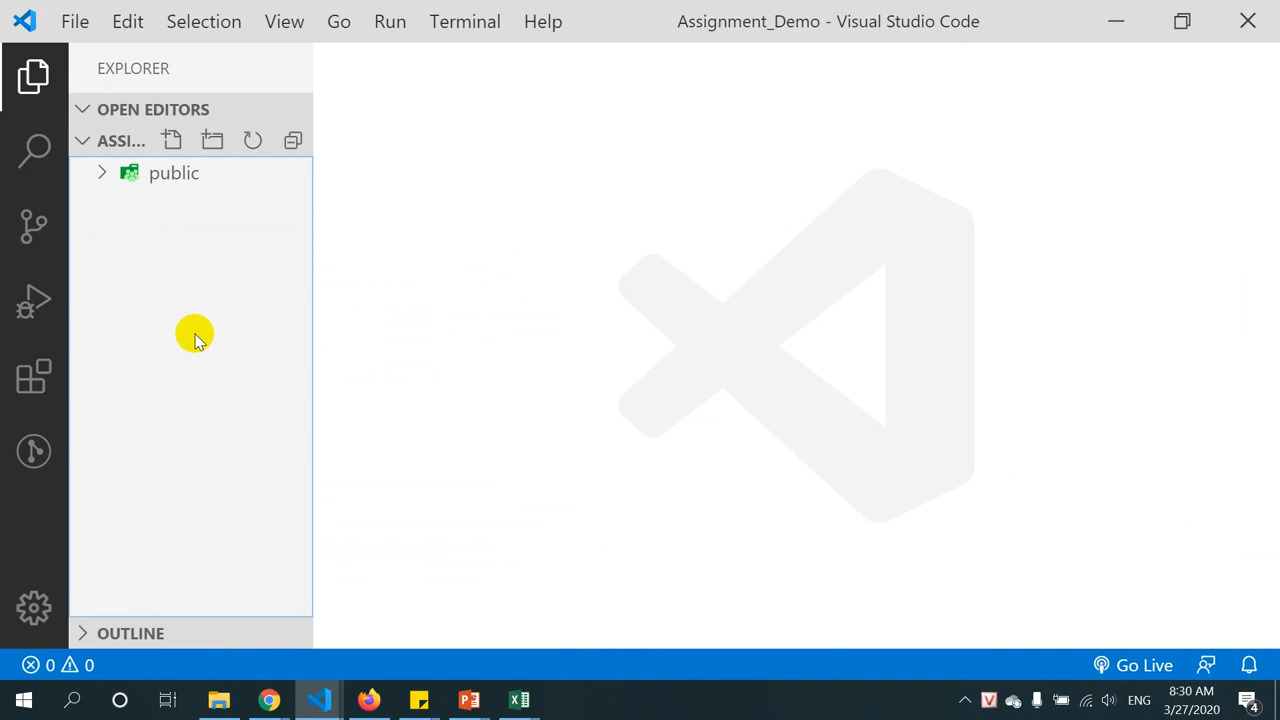 File Edit Selection View Go Run Terminal Help Assignment_Demo - Visual Studio Code
EXPLORER
OPEN EDITORS
ASSI...
public
OUTLINE
0 0 Go Live
ENG
8:30 AM
3/27/2020
4